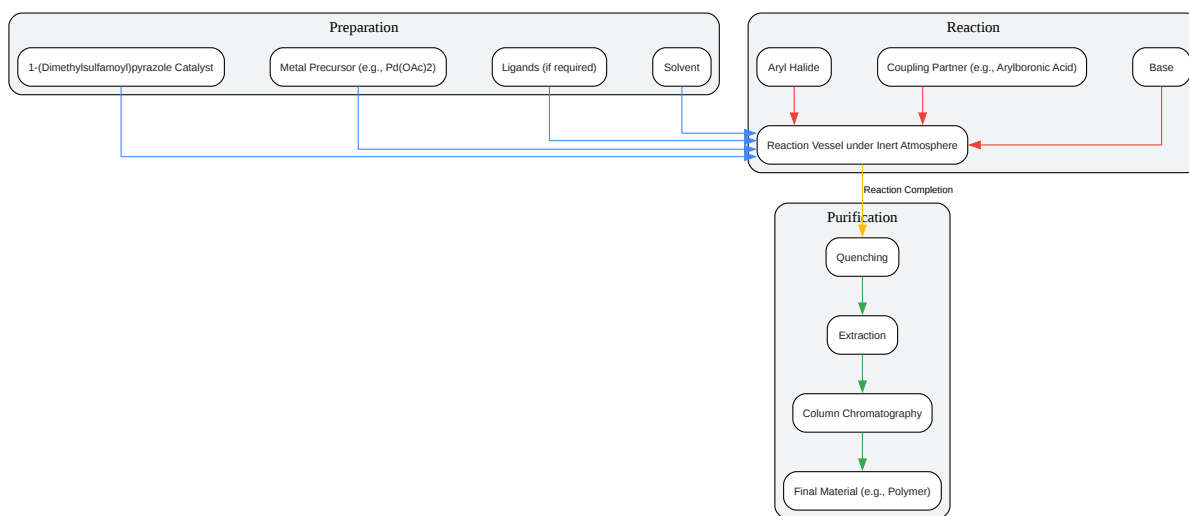 Preparation
1-(Dimethylsulfamoyl)pyrazole Catalyst
Metal Precursor (e.g., Pd(OAc)2)
Ligands (if required)
Solvent
Reaction
Aryl Halide
Coupling Partner (e.g., Arylboronic Acid)
Base
Reaction Vessel under Inert Atmosphere
Reaction Completion
Purification
Quenching
Extraction
Column Chromatography
Final Material (e.g., Polymer)